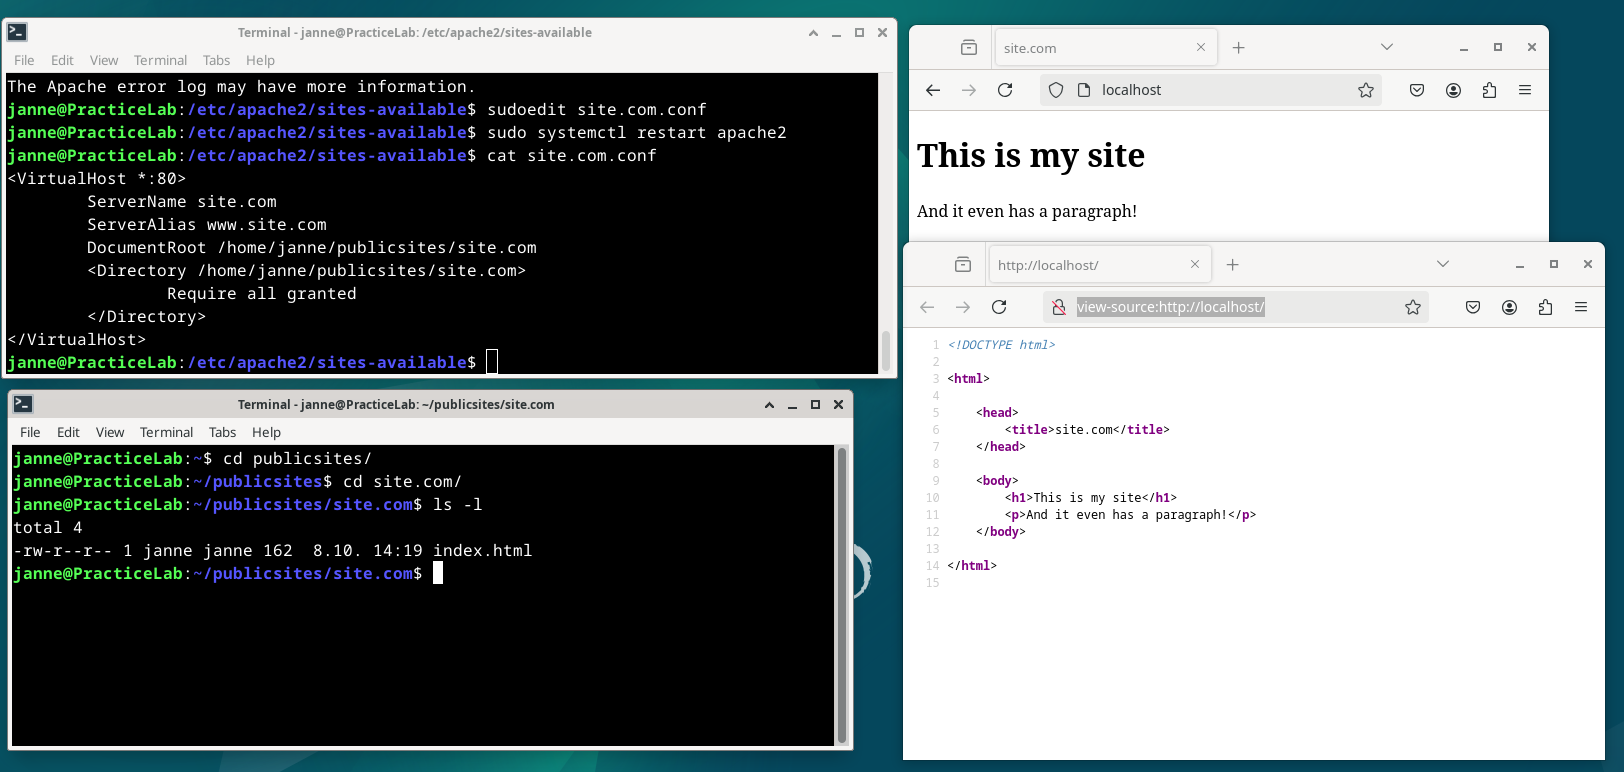 Terminal - janne@PracticeLab: /etc/apache2/sites-available
File Edit View Terminal Tabs Help
The Apache error log may have more information.
janne@PracticeLab:/etc/apache2/sites-available$ sudoedit site.com.conf
janne@PracticeLab:/etc/apache2/sites-available$ sudo systemctl restart apache2
janne@PracticeLab:/etc/apache2/sites-available$ cat site.com.conf
<VirtualHost *:80>
        ServerName site.com
        ServerAlias www.site.com
        DocumentRoot /home/janne/publicsites/site.com
        <Directory /home/janne/publicsites/site.com>
                Require all granted
        </Directory>
</VirtualHost>
janne@PracticeLab:/etc/apache2/sites-available$
Terminal - janne@PracticeLab: ~/publicsites/site.com
File Edit View Terminal Tabs Help
janne@PracticeLab:~$ cd publicsites/
janne@PracticeLab:~/publicsites$ cd site.com/
janne@PracticeLab:~/publicsites/site.com$ ls -l
total 4
-rw-r--r-- 1 janne janne 162  8.10. 14:19 index.html
janne@PracticeLab:~/publicsites/site.com$
site.com
localhost
This is my site
And it even has a paragraph!
http://localhost/
view-source:http://localhost/
1 <!DOCTYPE html>
2
3 <html>
4
5     <head>
6         <title>site.com</title>
7     </head>
8
9     <body>
10         <h1>This is my site</h1>
11         <p>And it even has a paragraph!</p>
12     </body>
13
14 </html>
15